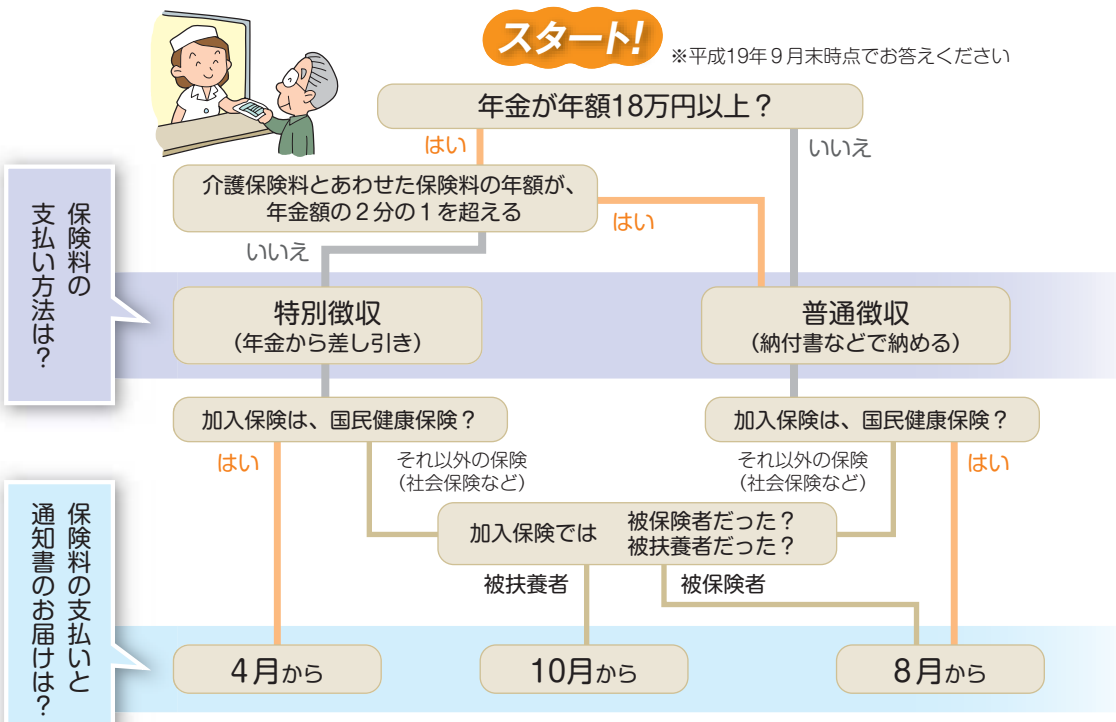 スタート!
※平成19年9月末時点でお答えください
年金が年額18万円以上？
はい
いいえ
介護保険料とあわせた保険料の年額が、
年金額の２分の１を超える
はい
いいえ
保険料の
支払い方法は？
特別徴収
（年金から差し引き）
普通徴収
（納付書などで納める）
加入保険は、国民健康保険？
加入保険は、国民健康保険？
はい
それ以外の保険
（社会保険など）
それ以外の保険
（社会保険など）
はい
加入保険では
被保険者だった？
被扶養者だった？
被扶養者
被保険者
保険料の支払いと
通知書のお届けは？
4月から
10月から
8月から